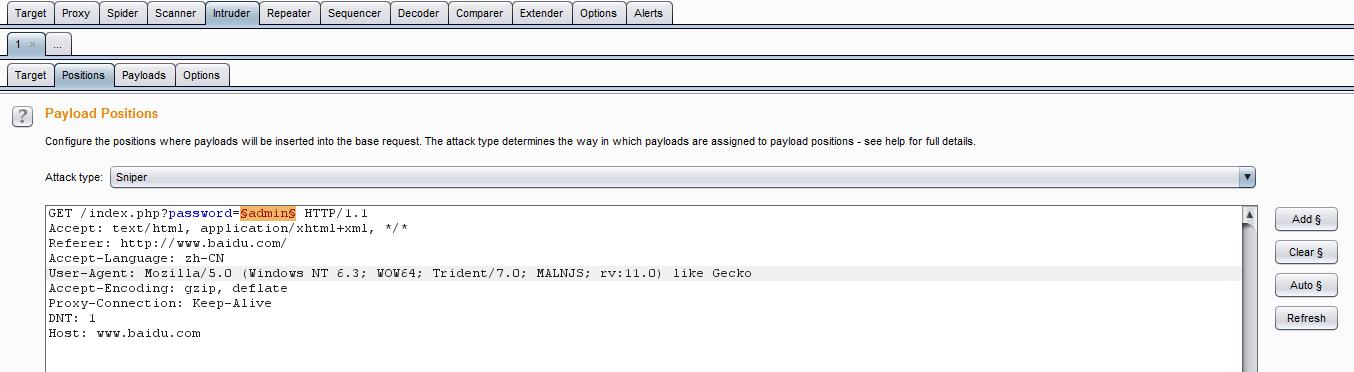 Target Proxy Spider Scanner Intruder Repeater Sequencer Decoder Comparer Extender Options Alerts
1 × ...
Target Positions Payloads Options
? Payload Positions
Configure the positions where payloads will be inserted into the base request. The attack type determines the way in which payloads are assigned to payload positions - see help for full details.
Attack type: Sniper
GET /index.php?password=§admin§ HTTP/1.1
Accept: text/html, application/xhtml+xml, */*
Referer: http://www.baidu.com/
Accept-Language: zh-CN
User-Agent: Mozilla/5.0 (Windows NT 6.3; WOW64; Trident/7.0; MALNJS; rv:11.0) like Gecko
Accept-Encoding: gzip, deflate
Proxy-Connection: Keep-Alive
DNT: 1
Host: www.baidu.com
Add §
Clear §
Auto §
Refresh